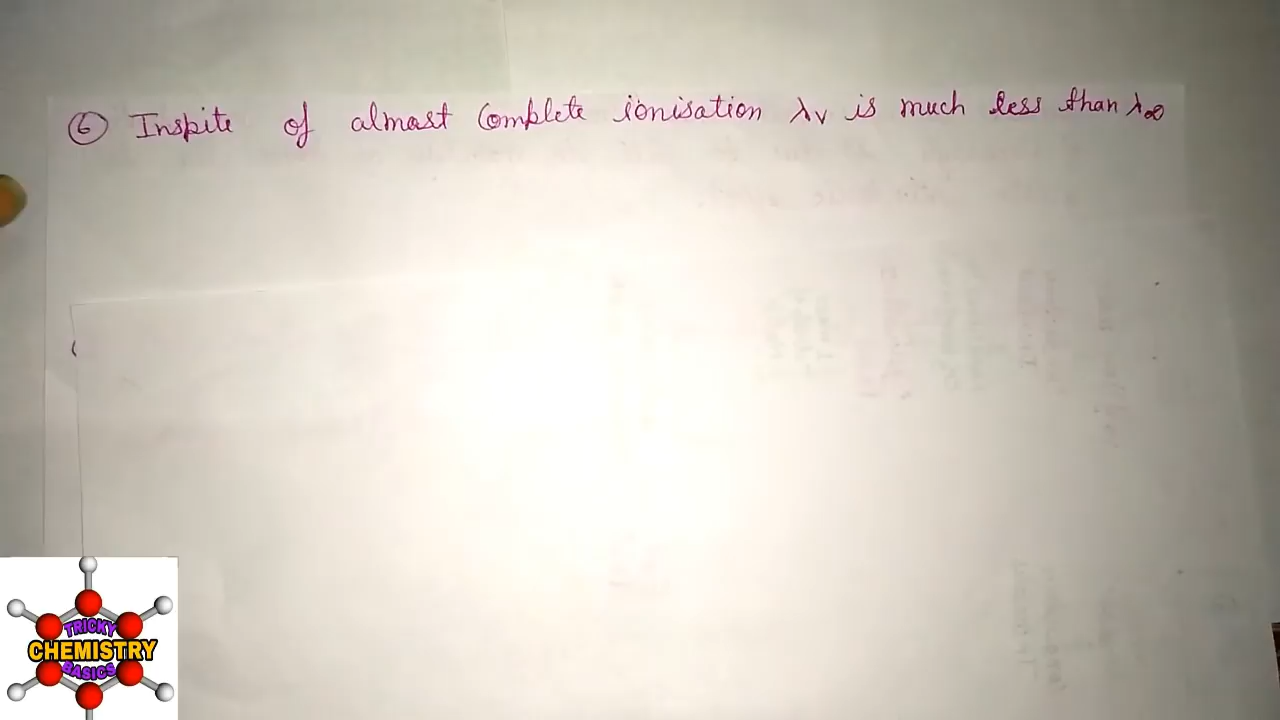 ⑥ Inspite of almost Complete ionisation λv is much less than λ∞
TRICKY
CHEMISTRY
BASICS